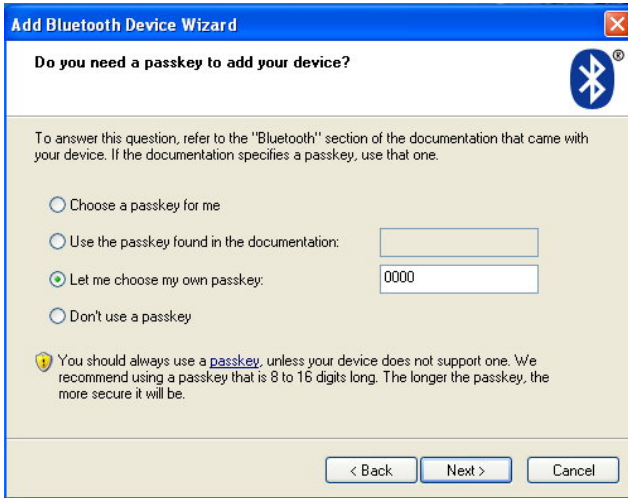 Add Bluetooth Device Wizard
Do you need a passkey to add your device?
®
To answer this question, refer to the "Bluetooth" section of the documentation that came with
your device. If the documentation specifies a passkey, use that one.
Choose a passkey for me
Use the passkey found in the documentation:
Let me choose my own passkey: 0000
Don't use a passkey
You should always use a passkey, unless your device does not support one. We
recommend using a passkey that is 8 to 16 digits long. The longer the passkey, the
more secure it will be.
< Back Next > Cancel